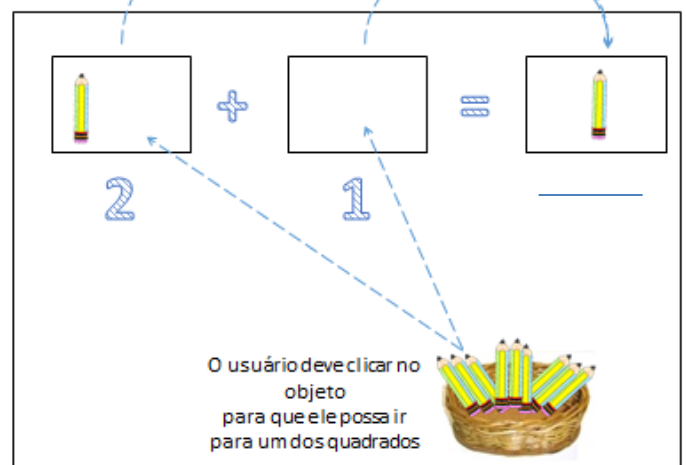 + =
2 1
O usuário deve clicar no
objeto
para que ele possa ir
para um dos quadrados